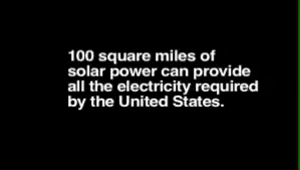 100 square miles of
solar power can provide
all the electricity required
by the United States.